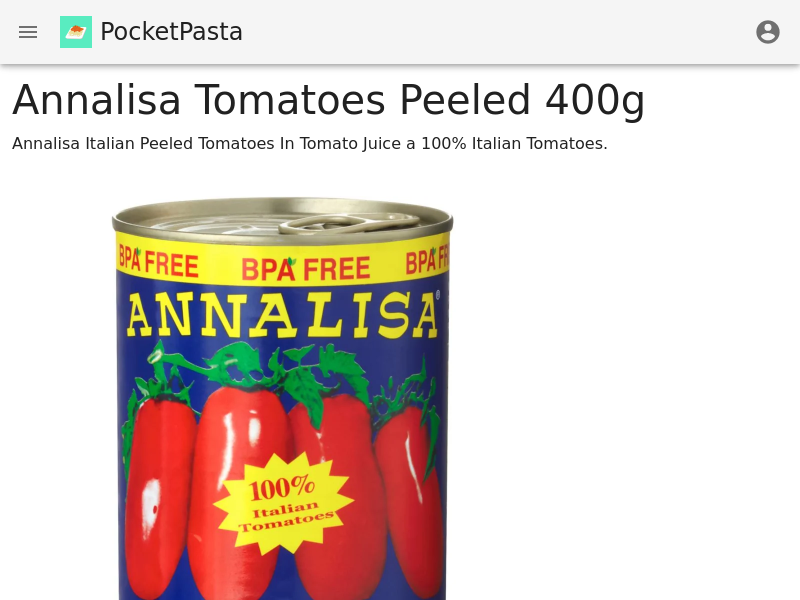 PocketPasta
Annalisa Tomatoes Peeled 400g
Annalisa Italian Peeled Tomatoes In Tomato Juice a 100% Italian Tomatoes.
BPA FREE BPA FREE BPA FR
ANNALISA®
100%
Italian
Tomatoes